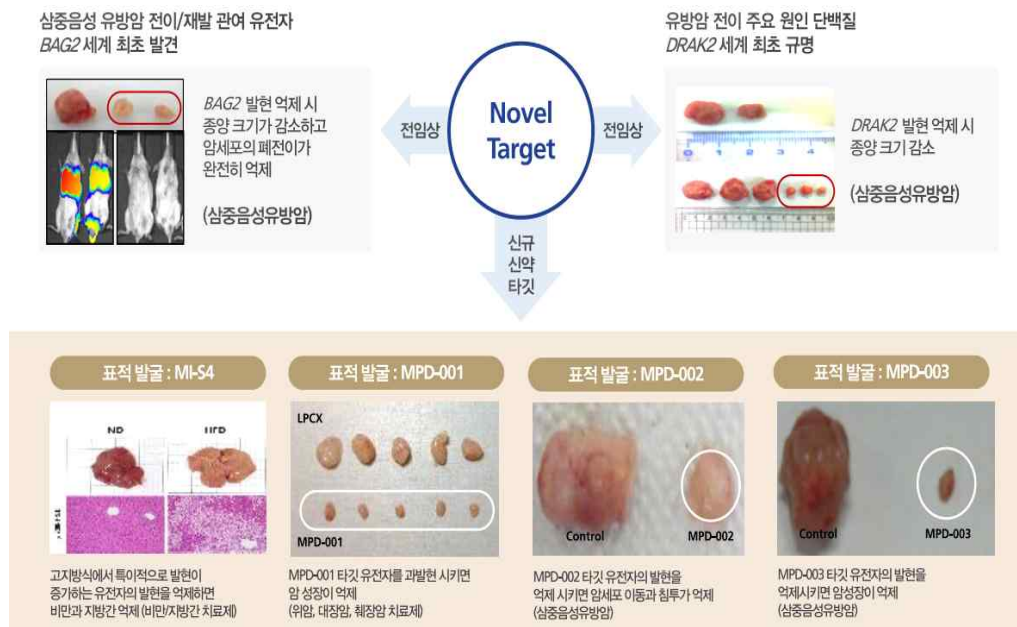 삼중음성 유방암 전이/재발 관여 유전자
BAG2 세계 최초 발견
유방암 전이 주요 원인 단백질
DRAK2 세계 최초 규명
BAG2 발현 억제 시
종양 크기가 감소하고
암세포의 폐전이가
완전히 억제
(삼중음성유방암)
전임상
Novel
Target
전임상
DRAK2 발현 억제 시
종양 크기 감소
(삼중음성유방암)
0 1 2 3 4
신규
신약
타깃
표적 발굴 : MI-S4
표적 발굴 : MPD-001
표적 발굴 : MPD-002
표적 발굴 : MPD-003
ND
HFD
LPCX
MPD-001
Control
MPD-002
Control
MPD-003
고지방식에서 특이적으로 발현이
증가하는 유전자의 발현을 억제하면
비만과 지방간 억제 (비만/지방간 치료제)
MPD-001 타깃 유전자를 과발현 시키면
암 성장이 억제
(위암, 대장암, 췌장암 치료제)
MPD-002 타깃 유전자의 발현을
억제 시키면 암세포 이동과 침투가 억제
(삼중음성유방암)
MPD-003 타깃 유전자의 발현을
억제시키면 암성장이 억제
(삼중음성유방암)